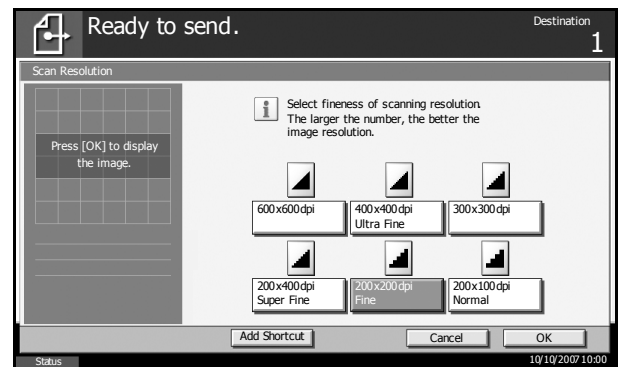 Ready to send.
Destination
1
Scan Resolution
Press [OK] to display
the image.
i
Select fineness of scanning resolution.
The larger the number, the better the
image resolution.
600x600dpi
400x400dpi
Ultra Fine
300x300dpi
200x400dpi
Super Fine
200x200dpi
Fine
200x100dpi
Normal
Add Shortcut
Cancel
OK
Status
10/10/2007 10:00